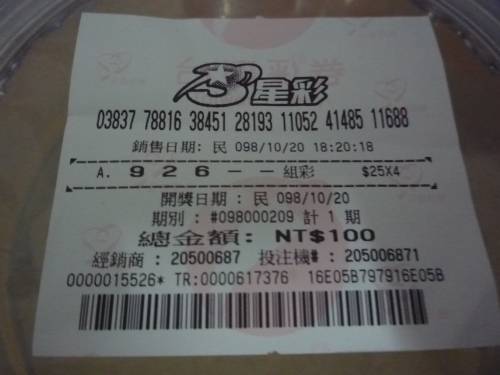 3星彩
03837 78816 38451 28193 11052 41485 11688
銷售日期: 民 098/10/20 18:20:18
A. 9 2 6 - - 組彩 $25X4
開獎日期 : 民 098/10/20
期別 : #098000209 計 1 期
總金額: NT$100
經銷商 : 20500687 投注機# : 205006871
0000015526* TR:0000617376 16E05B797916E05B